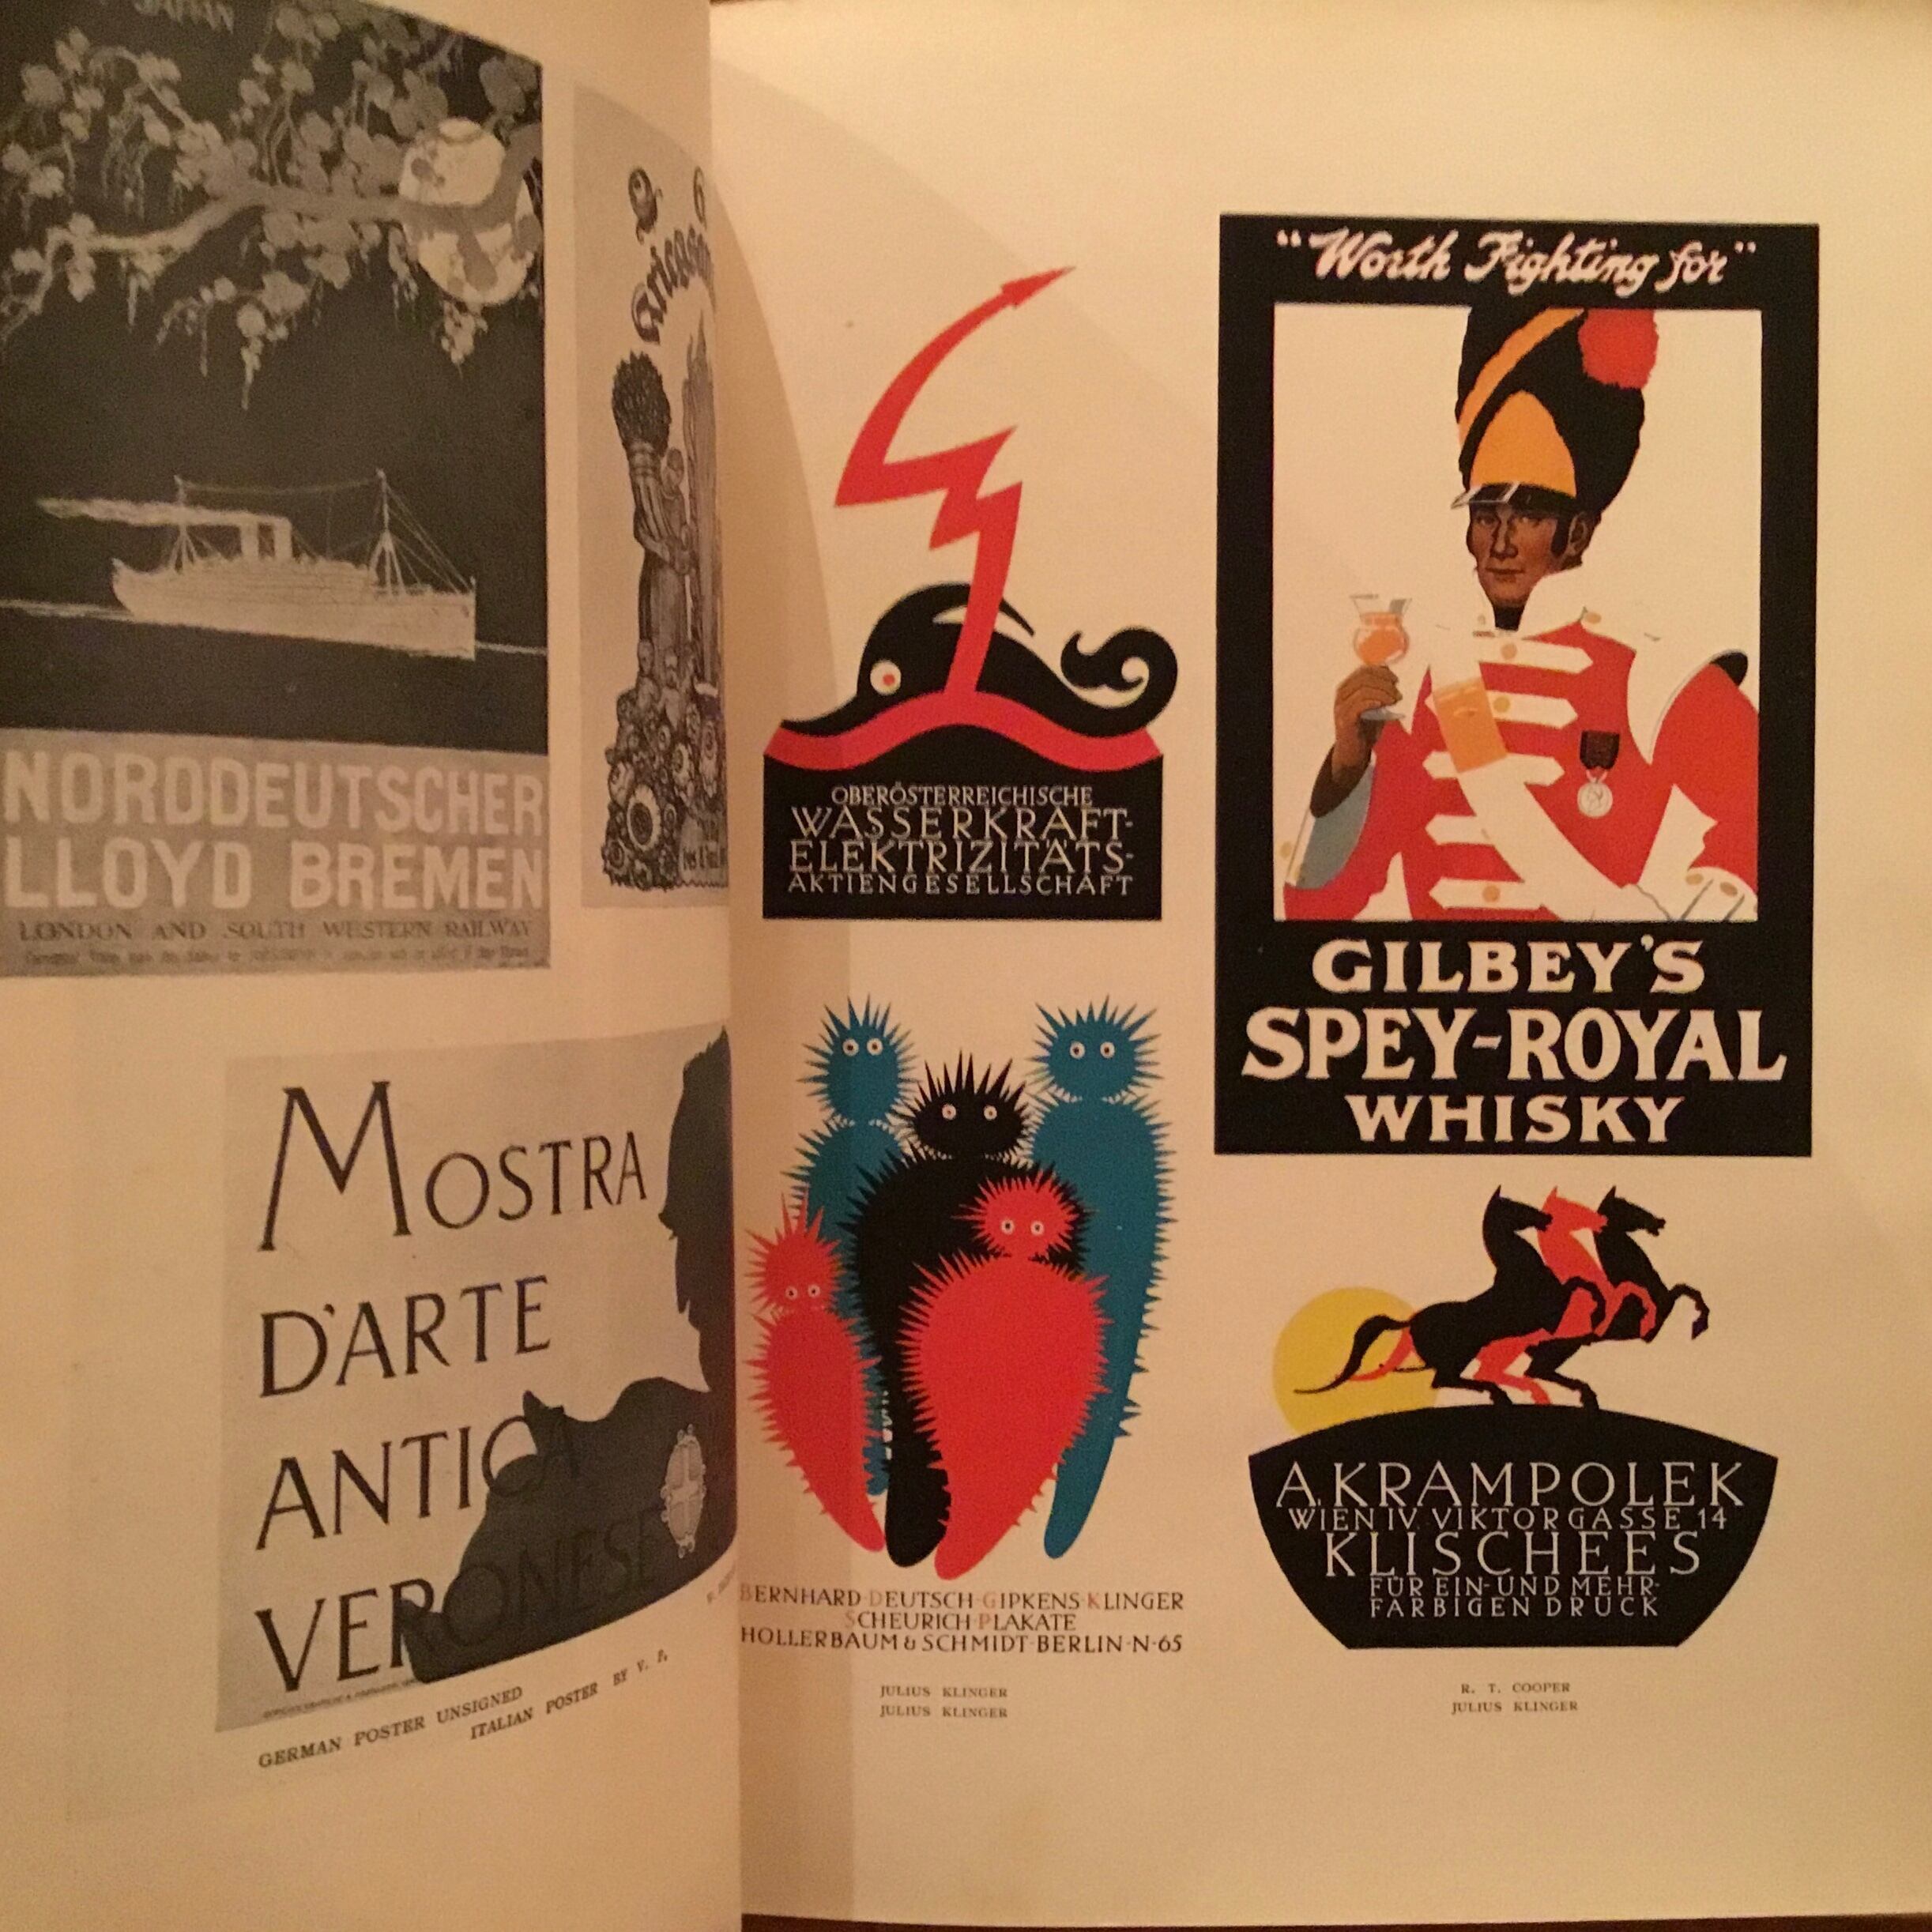 JAPAN
NORDDEUTSCHER
LLOYD BREMEN
LONDON AND SOUTH WESTERN RAILWAY
MOSTRA
D'ARTE
ANTICA
VERONESE
GERMAN POSTER UNSIGNED
ITALIAN POSTER BY V. F.
OBERÖSTERREICHISCHE
WASSERKRAFT-
ELEKTRIZITÄTS-
AKTIENGESELLSCHAFT
"Worth Fighting for"
GILBEY'S
SPEY-ROYAL
WHISKY
BERNHARD·DEUTSCH·GIPKENS·KLINGER
SCHEURICH·PLAKATE
HOLLERBAUM & SCHMIDT·BERLIN·N·65
A.KRAMPOLEK
WIEN IV. VIKTORGASSE 14
KLISCHEES
FÜR EIN- UND MEHR-
FARBIGEN DRUCK
JULIUS KLINGER
JULIUS KLINGER
R. T. COOPER
JULIUS KLINGER